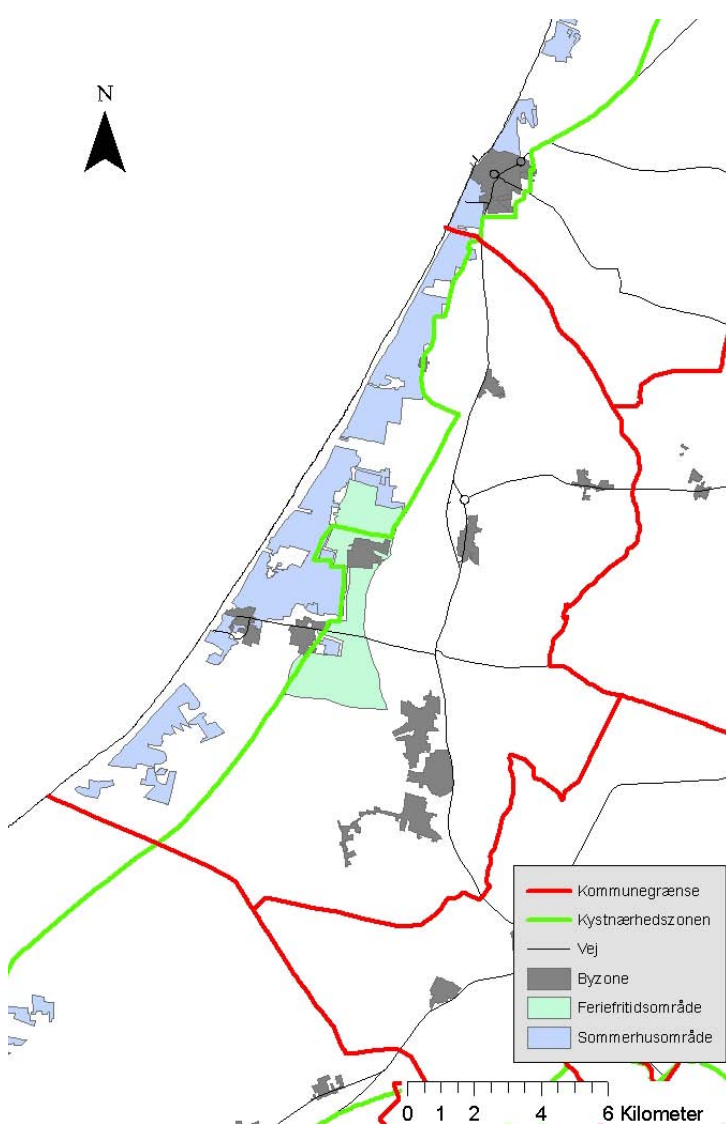 N
Kommunegrænse
Kystnærhedszonen
Vej
Byzone
Feriefritidsområde
Sommerhusområde
0 1 2 4 6 Kilometer